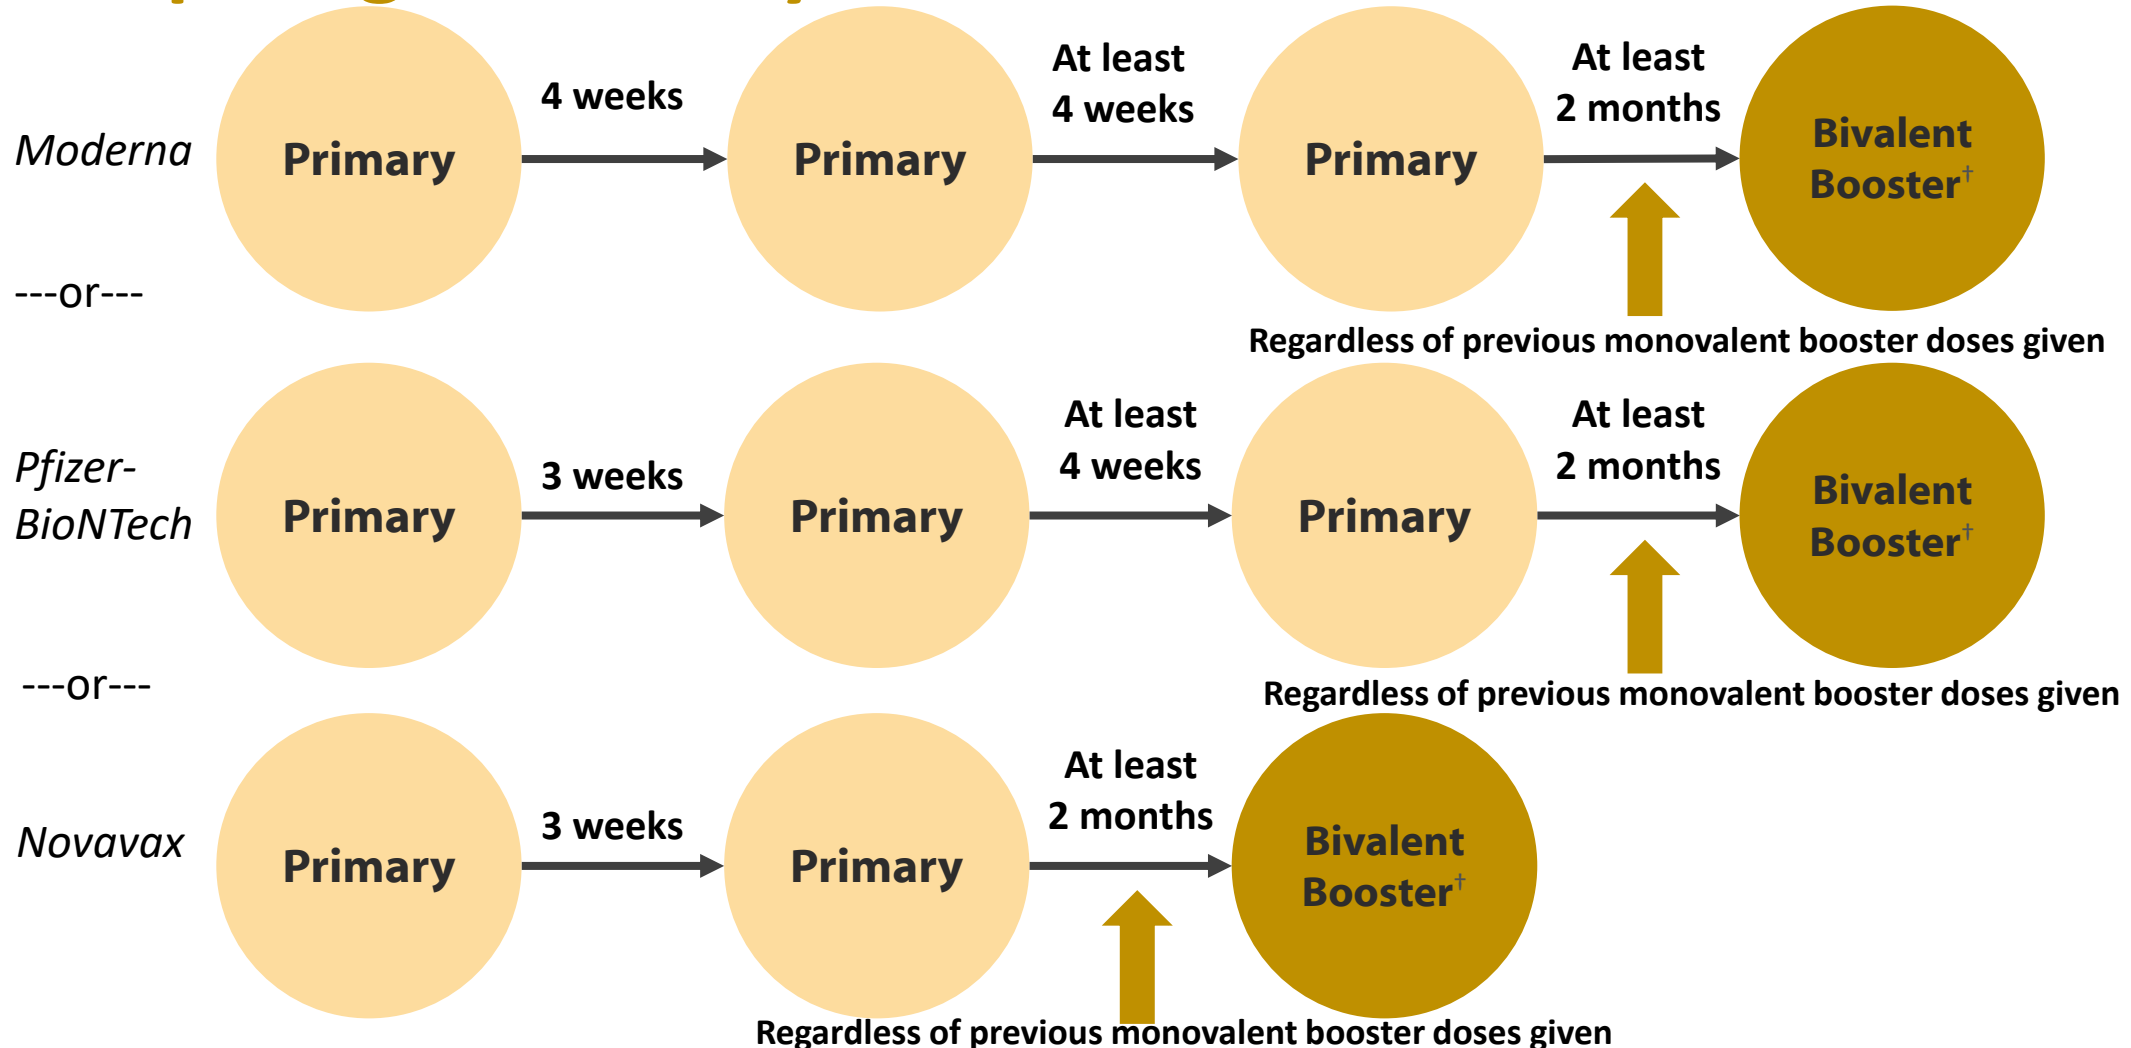 Moderna
Primary
4 weeks
Primary
At least
4 weeks
Primary
At least
2 months
Bivalent
Booster†
---or---
Regardless of previous monovalent booster doses given
Pfizer-
BioNTech
Primary
3 weeks
Primary
At least
4 weeks
Primary
At least
2 months
Bivalent
Booster†
---or---
Regardless of previous monovalent booster doses given
Novavax
Primary
3 weeks
Primary
At least
2 months
Bivalent
Booster†
Regardless of previous monovalent booster doses given